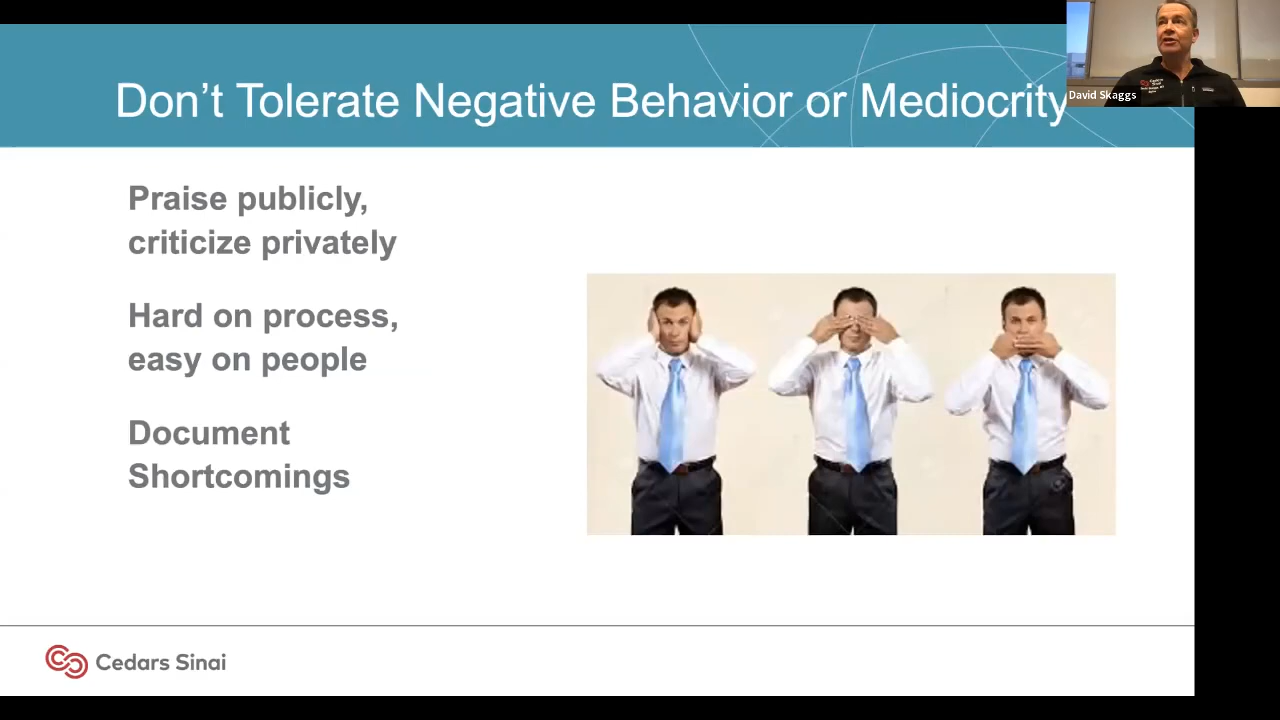 Don't Tolerate Negative Behavior or Mediocrity
David Skaggs
Praise publicly,
criticize privately
Hard on process,
easy on people
Document
Shortcomings
Cedars Sinai